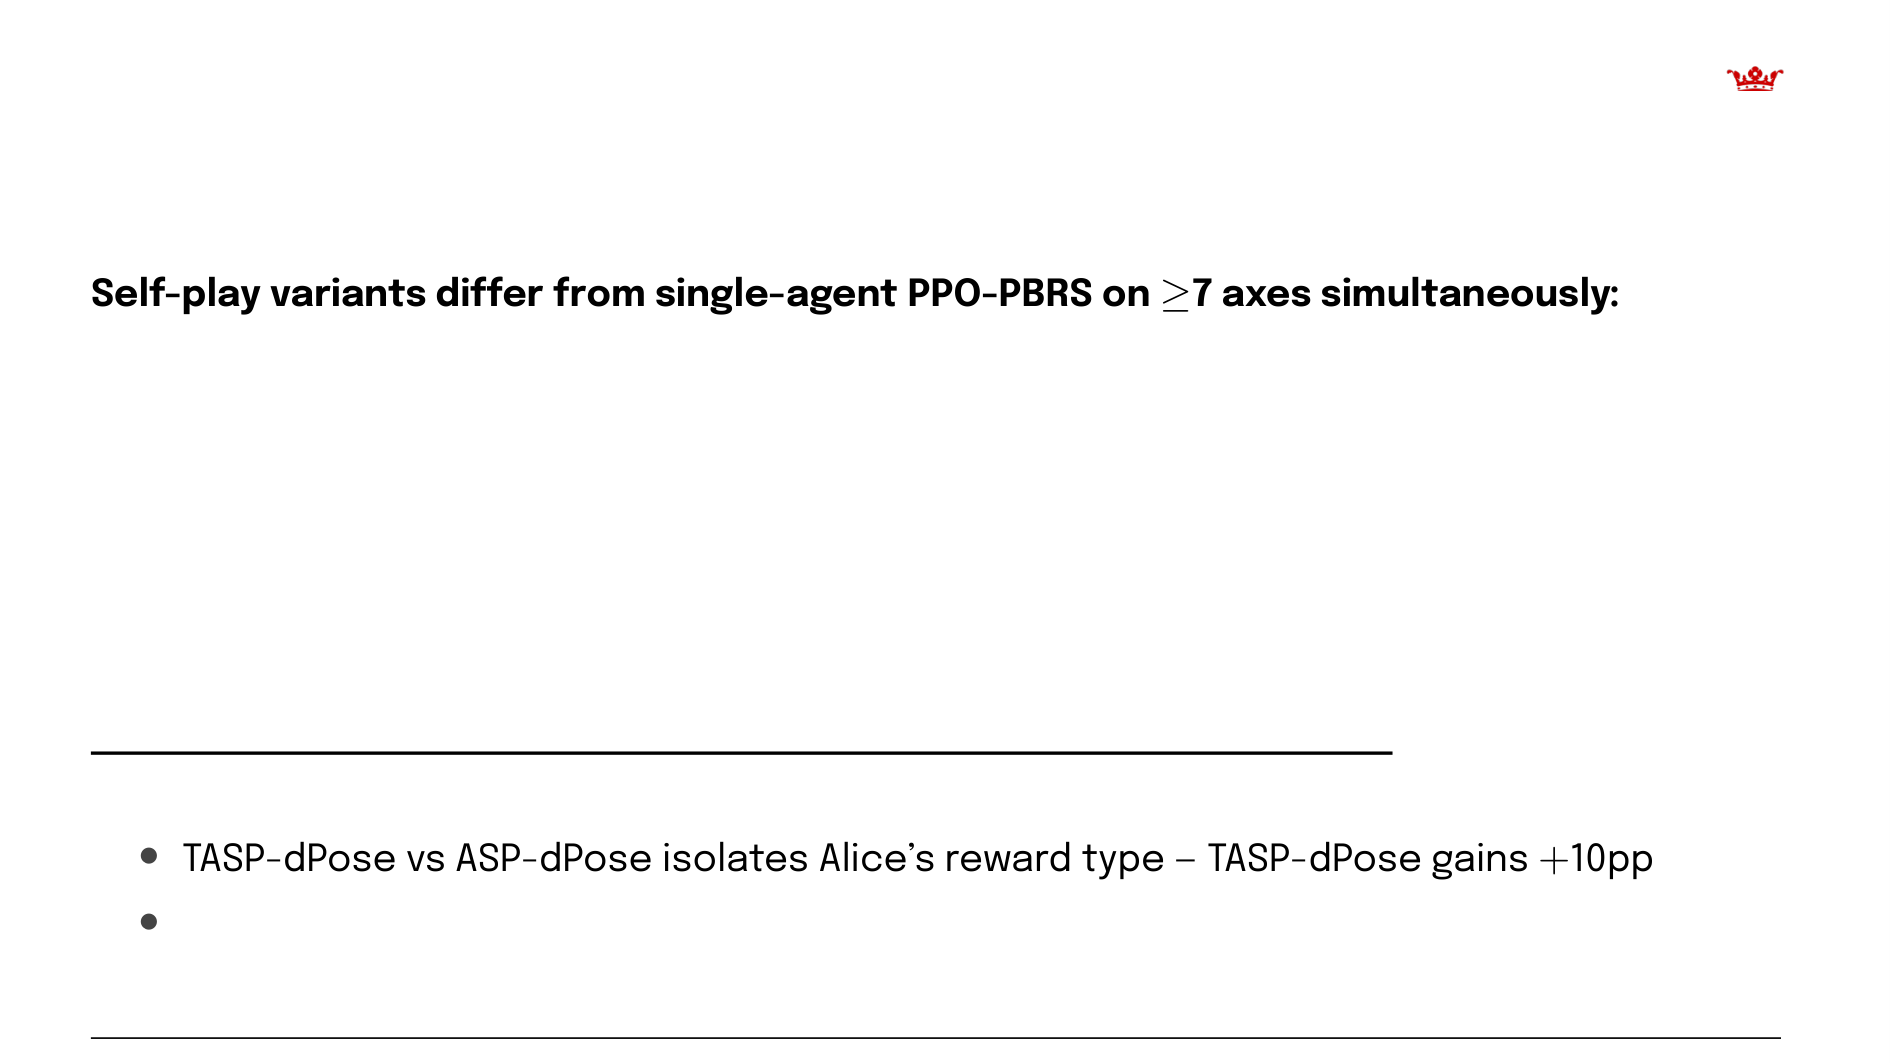 Self-play variants differ from single-agent PPO-PBRS on ≥7 axes simultaneously:
• TASP-dPose vs ASP-dPose isolates Alice’s reward type – TASP-dPose gains +10pp
•